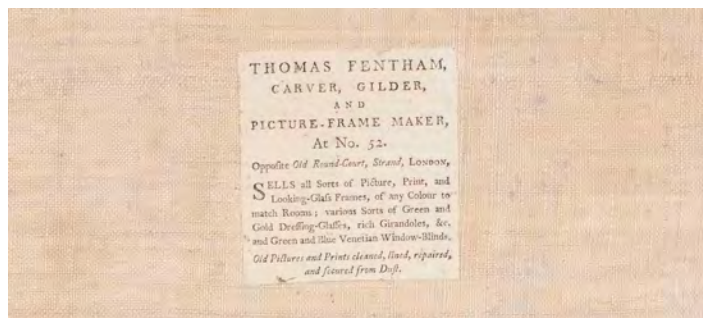 THOMAS FENTHAM,
CARVER, GILDER,
AND
PICTURE-FRAME MAKER,
At No. 52.
Oppoſite Old Round-Court, Strand, LONDON,
SELLS all Sorts of Picture, Print, and
Looking-Glaſs Frames, of any Colour to
match Rooms; various Sorts of Green and
Gold Dreſſing-Glaſſes, rich Girandoles, &c.
and Green and Blue Venetian Window-Blinds.
Old Pictures and Prints cleaned, lined, repaired,
and ſecured from Duſt.